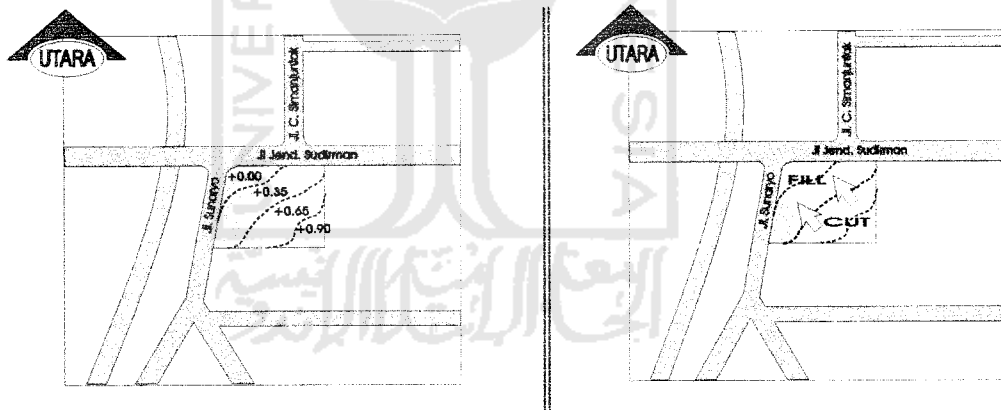 UTARA
Jl. C. Simanjuntak
Jl Jend. Sudirman
Jl. Sunaryo
+0.00
+0.35
+0.65
+0.90
UTARA
Jl. C. Simanjuntak
Jl Jend. Sudirman
Jl. Sunaryo
FILL
CUT